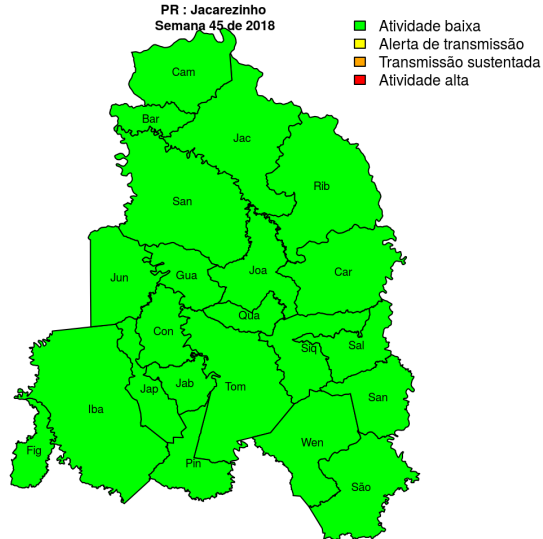 PR : Jacarezinho
Semana 45 de 2018
Atividade baixa
Alerta de transmissão
Transmissão sustentada
Atividade alta
Cam
Bar
Jac
Rib
San
Jun
Gua
Joa
Car
Qua
Con
Siq
Sal
Jap
Jab
Tom
San
Iba
Wen
Fig
Pin
São